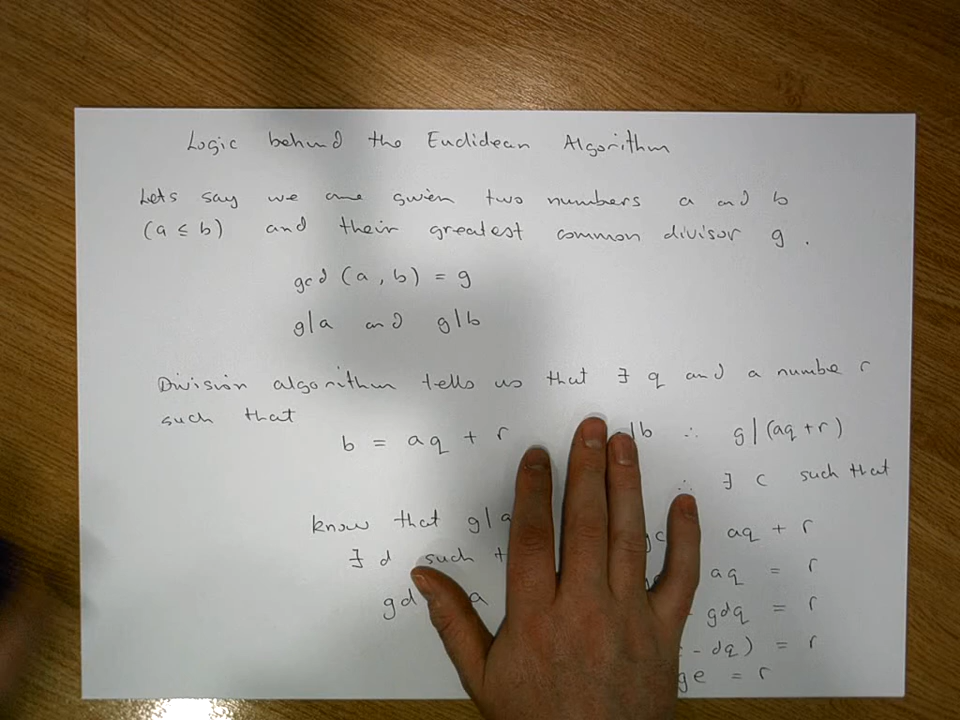 Logic behind the Euclidean Algorithm
Lets say we are given two numbers a and b
(a ≤ b) and their greatest common divisor g.
gcd (a, b) = g
g|a and g|b
Division algorithm tells us that ∃ q and a number r
such that
b = aq + r |b ∴ g|(aq + r)
∴ ∃ c such that
know that g|a gc aq + r
∃ d such aq = r
gd a - gdq = r
- dq) = r
ge = r